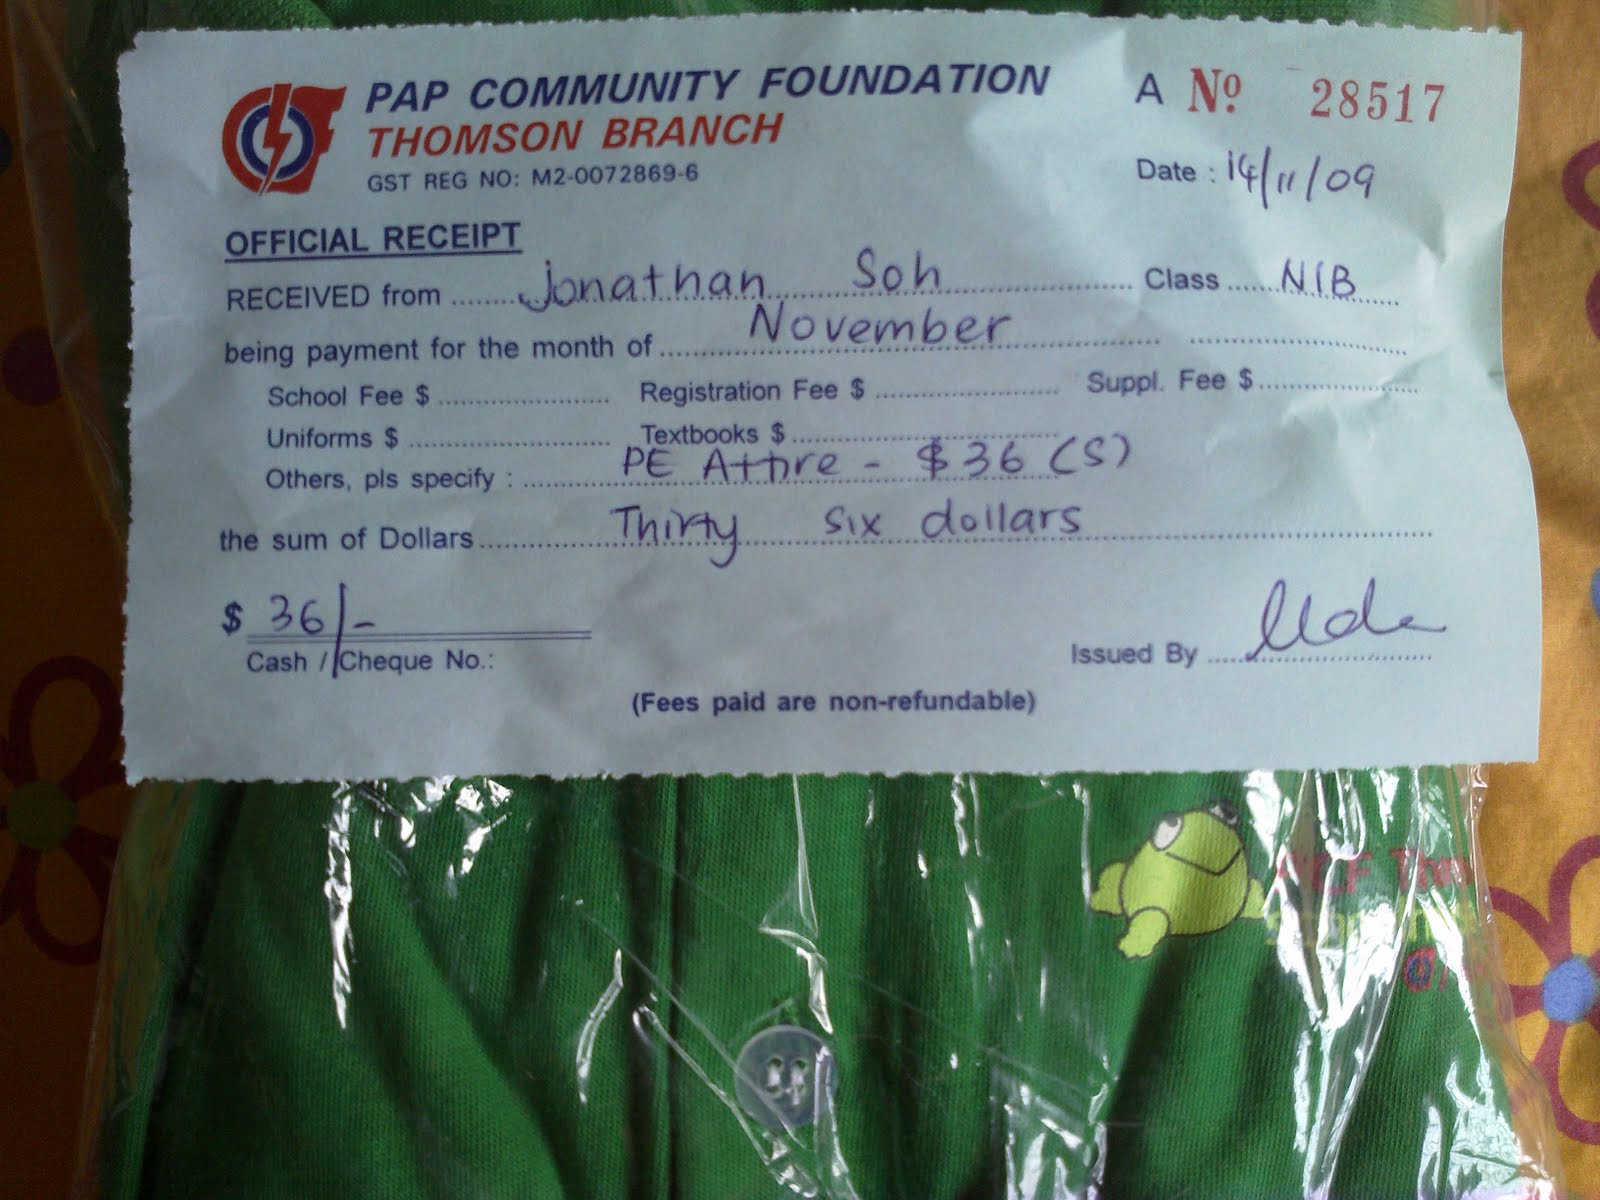 PAP COMMUNITY FOUNDATION
THOMSON BRANCH
GST REG NO: M2-0072869-6
A Nº 28517
Date : 14/11/09
OFFICIAL RECEIPT
RECEIVED from Jonathan Soh Class N1B
being payment for the month of November
School Fee $ Registration Fee $ Suppl. Fee $
Uniforms $ Textbooks $
Others, pls specify : PE Attire - $36 (S)
the sum of Dollars Thirty six dollars
$ 36/-
Cash / Cheque No.:
Issued By
(Fees paid are non-refundable)
PCF